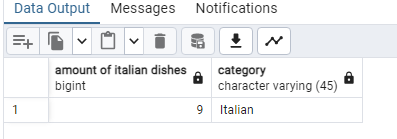 Data Output Messages Notifications
amount of italian dishes category
bigint character varying (45)
1 9 Italian